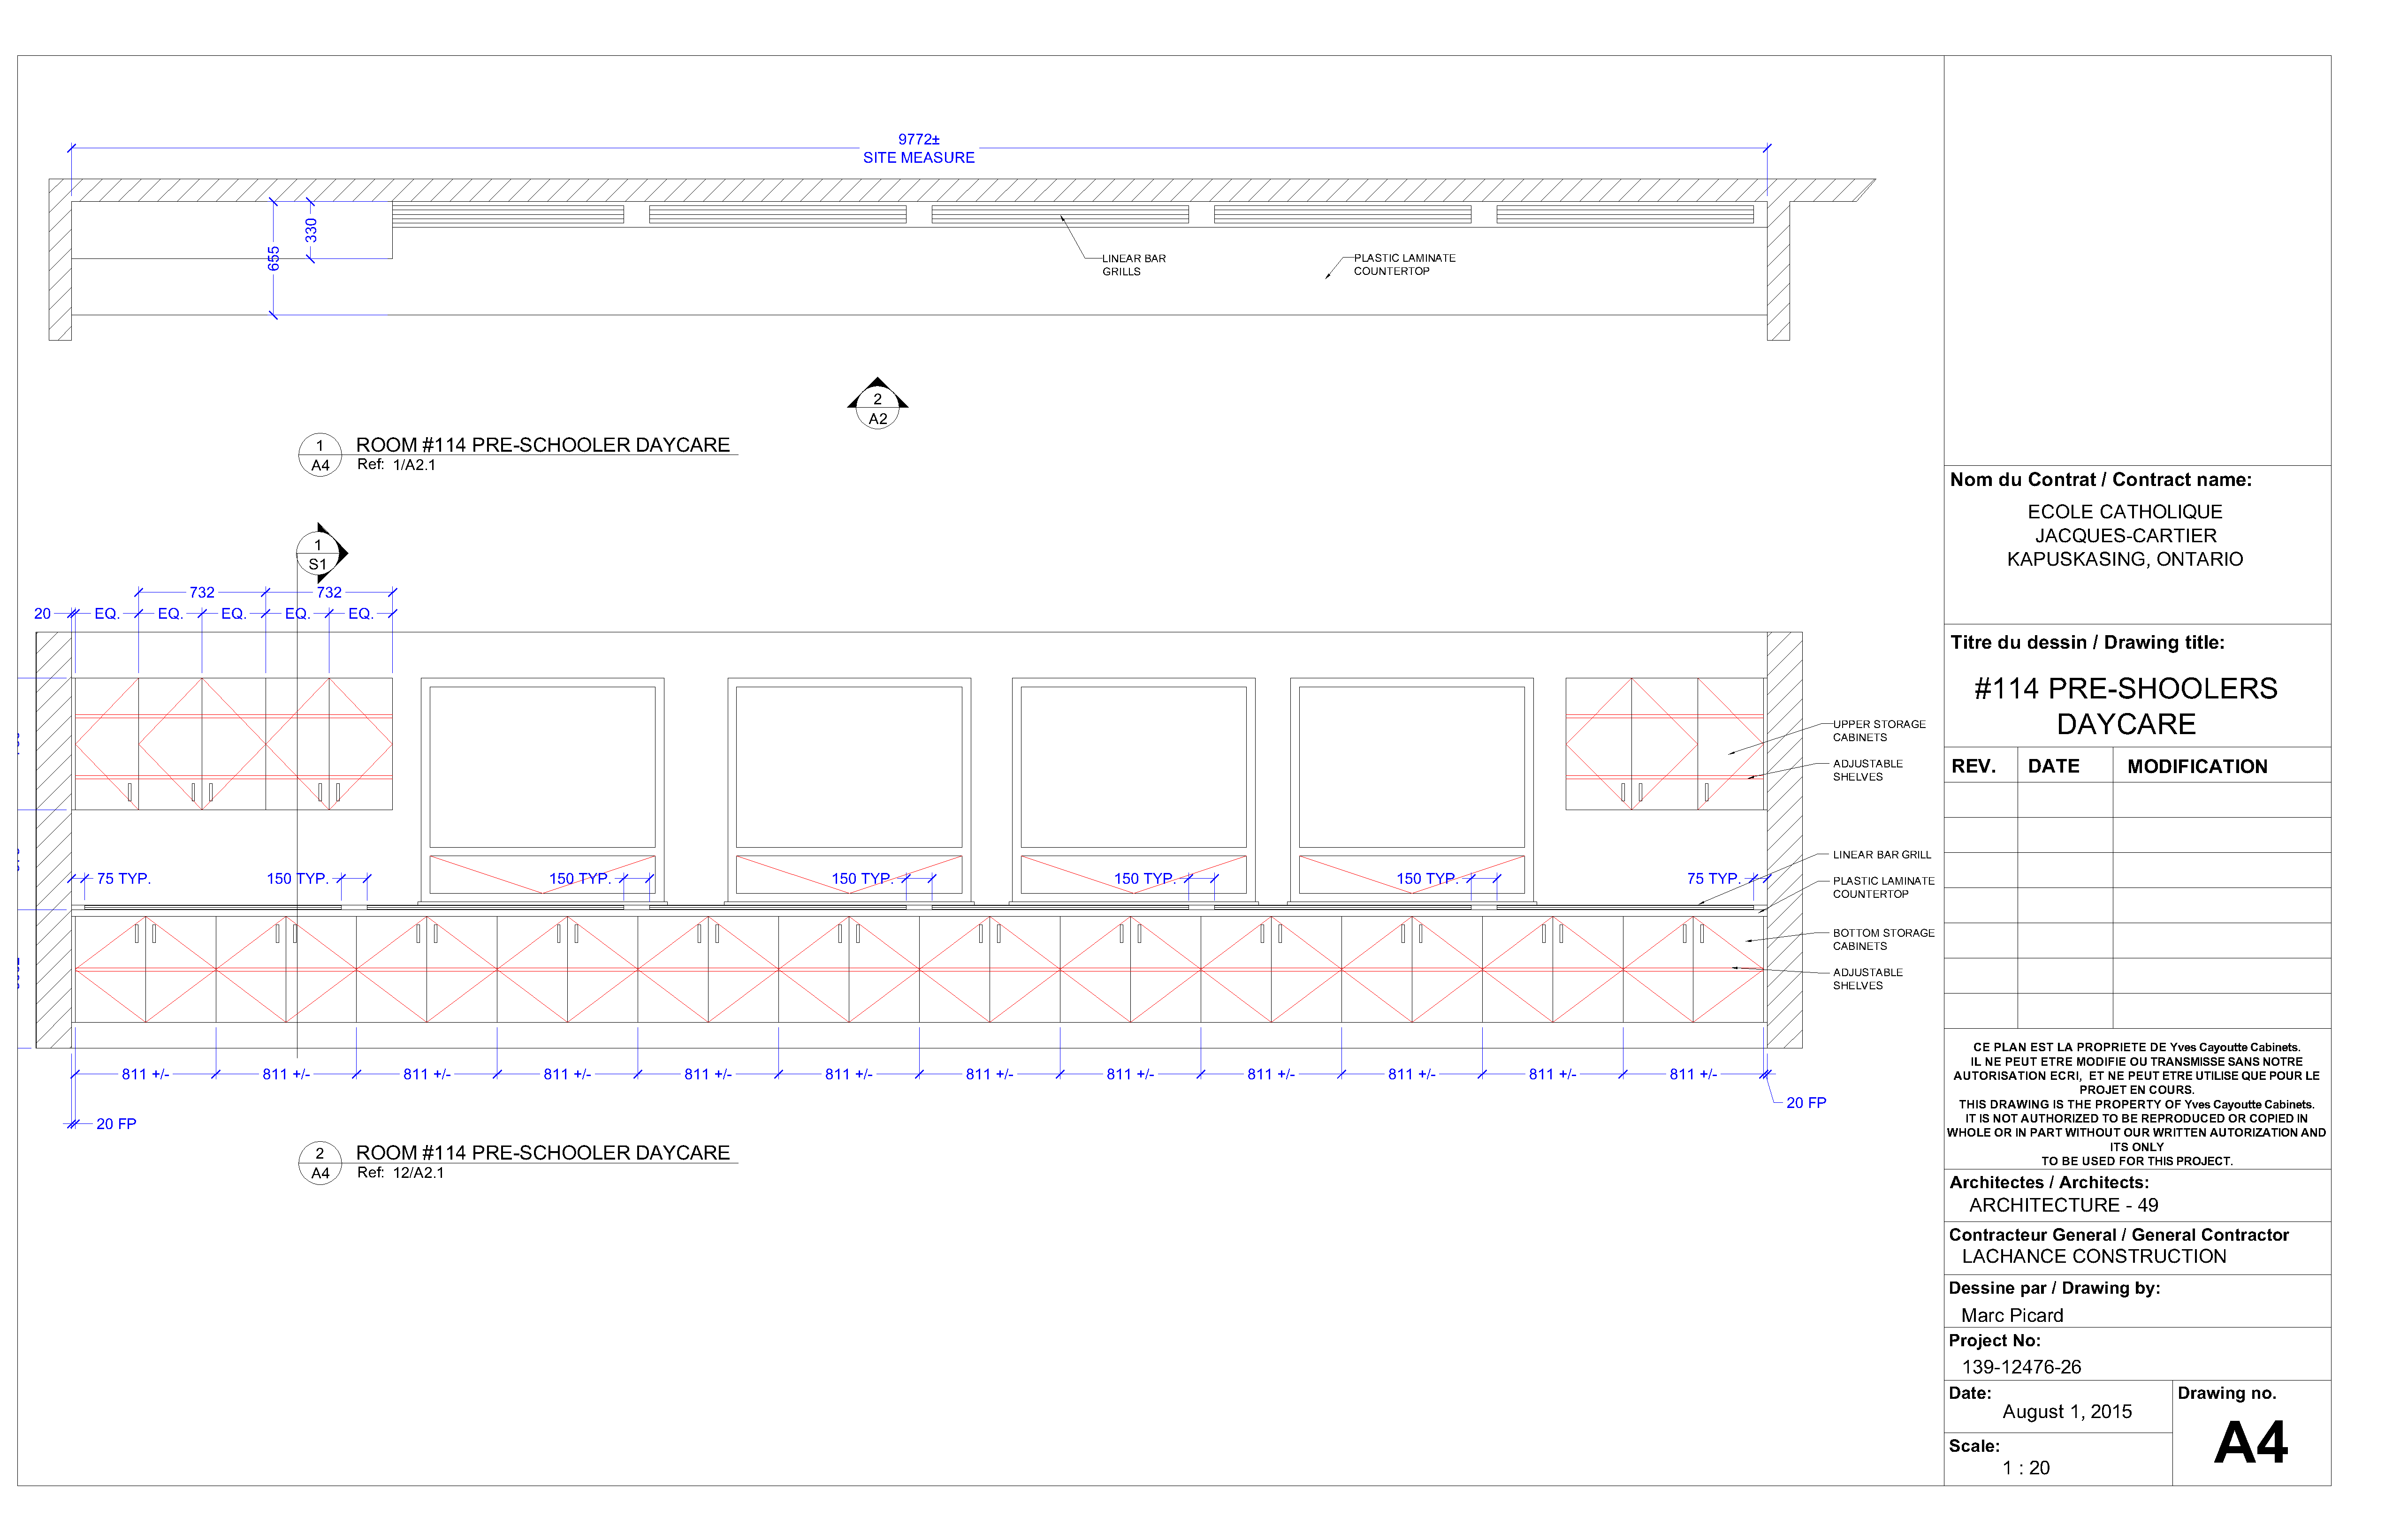 9772±
SITE MEASURE
330
655
LINEAR BAR
GRILLS
PLASTIC LAMINATE
COUNTERTOP
2
A2
1
A4
ROOM #114 PRE-SCHOOLER DAYCARE
Ref: 1/A2.1
1
S1
732
732
20
EQ.
EQ.
EQ.
EQ.
EQ.
UPPER STORAGE
CABINETS
ADJUSTABLE
SHELVES
75 TYP.
150 TYP.
150 TYP.
150 TYP.
150 TYP.
150 TYP.
75 TYP.
LINEAR BAR GRILL
PLASTIC LAMINATE
COUNTERTOP
BOTTOM STORAGE
CABINETS
ADJUSTABLE
SHELVES
811 +/-
811 +/-
811 +/-
811 +/-
811 +/-
811 +/-
811 +/-
811 +/-
811 +/-
811 +/-
811 +/-
811 +/-
20 FP
20 FP
2
A4
ROOM #114 PRE-SCHOOLER DAYCARE
Ref: 12/A2.1
Nom du Contrat / Contract name:
ECOLE CATHOLIQUE
JACQUES-CARTIER
KAPUSKASING, ONTARIO
Titre du dessin / Drawing title:
#114 PRE-SHOOLERS
DAYCARE
REV. DATE MODIFICATION
CE PLAN EST LA PROPRIETE DE Yves Cayoutte Cabinets.
IL NE PEUT ETRE MODIFIE OU TRANSMISSE SANS NOTRE
AUTORISATION ECRI, ET NE PEUT ETRE UTILISE QUE POUR LE
PROJET EN COURS.
THIS DRAWING IS THE PROPERTY OF Yves Cayoutte Cabinets.
IT IS NOT AUTHORIZED TO BE REPRODUCED OR COPIED IN
WHOLE OR IN PART WITHOUT OUR WRITTEN AUTORIZATION AND
ITS ONLY
TO BE USED FOR THIS PROJECT.
Architectes / Architects:
ARCHITECTURE - 49
Contracteur General / General Contractor
LACHANCE CONSTRUCTION
Dessine par / Drawing by:
Marc Picard
Project No:
139-12476-26
Date:
August 1, 2015
Scale:
1 : 20
Drawing no.
A4